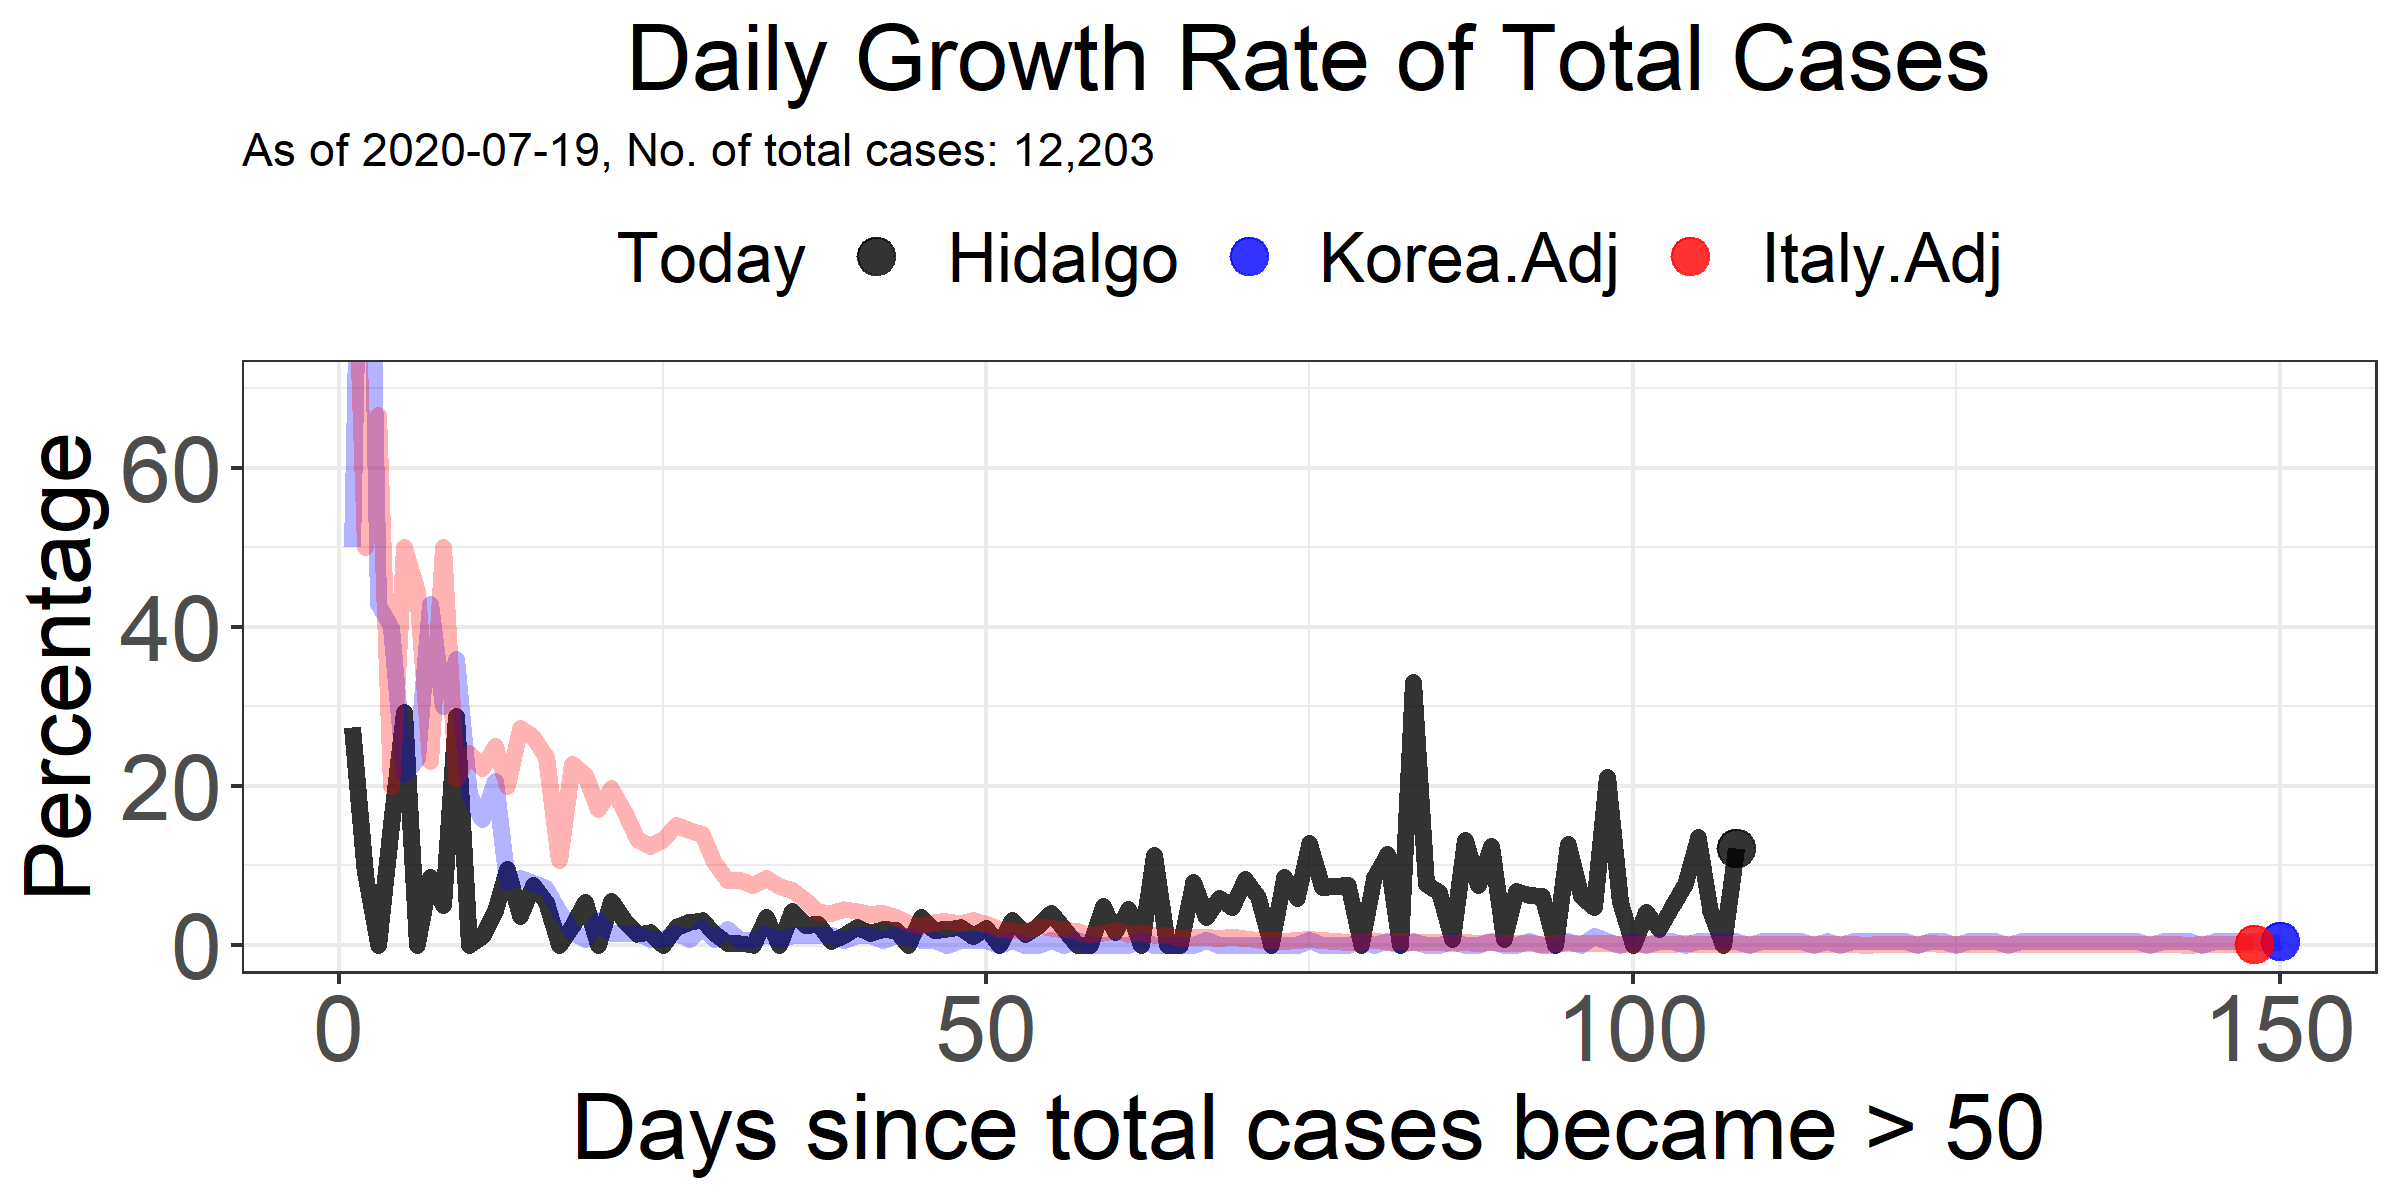 Daily Growth Rate of Total Cases
As of 2020-07-19, No. of total cases: 12,203
Today Hidalgo Korea.Adj Italy.Adj
Percentage
60
40
20
0
0 50 100 150
Days since total cases became > 50